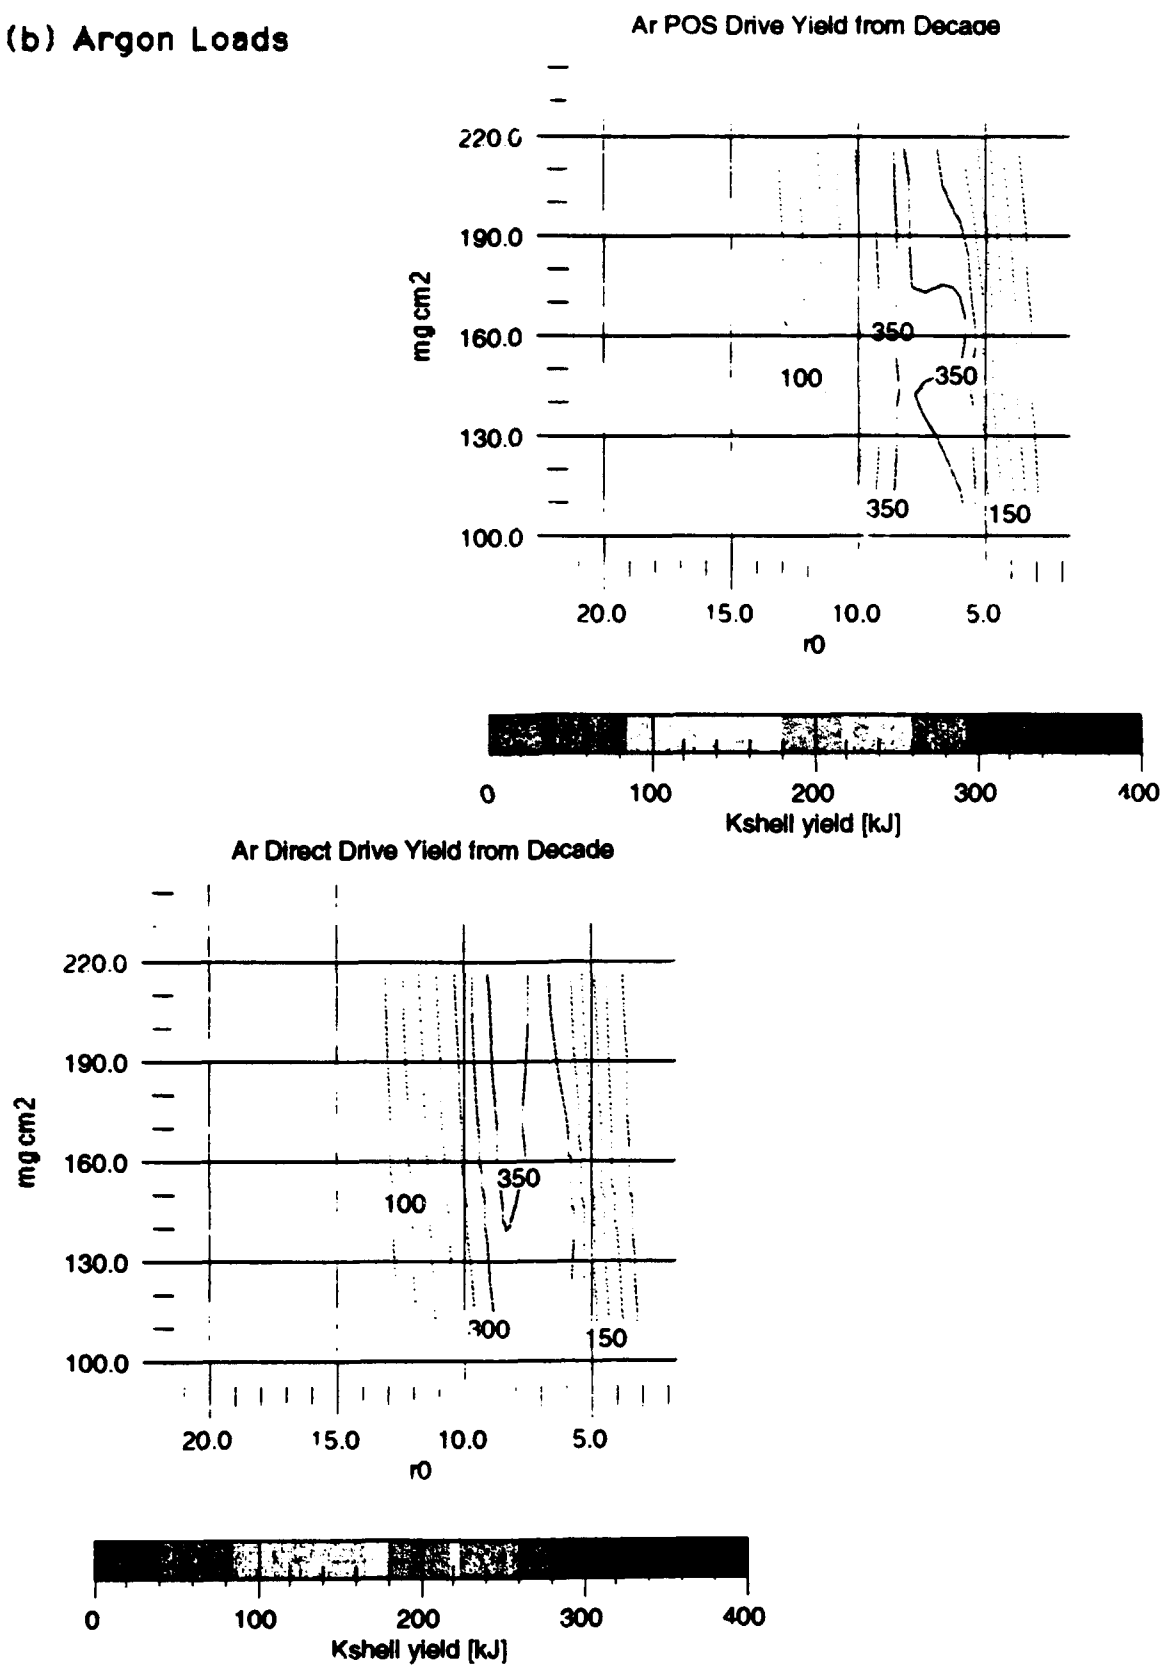 (b) Argon Loads
Ar POS Drive Yield from Decade
220.0
190.0
160.0
130.0
100.0
mg cm2
350
100
350
350
150
20.0 15.0 10.0 5.0
r0
0 100 200 300 400
Kshell yield [kJ]
Ar Direct Drive Yield from Decade
220.0
190.0
160.0
130.0
100.0
mg cm2
350
100
300
150
20.0 15.0 10.0 5.0
r0
0 100 200 300 400
Kshell yield [kJ]